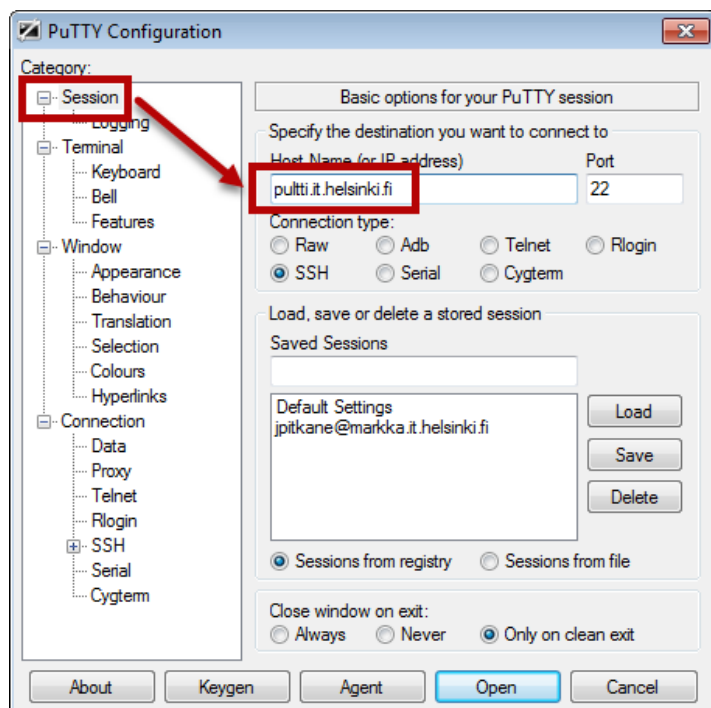 PuTTY Configuration
Category:
Session
Logging
Terminal
Keyboard
Bell
Features
Window
Appearance
Behaviour
Translation
Selection
Colours
Hyperlinks
Connection
Data
Proxy
Telnet
Rlogin
SSH
Serial
Cygterm
Basic options for your PuTTY session
Specify the destination you want to connect to
Host Name (or IP address) Port
pultti.it.helsinki.fi 22
Connection type:
Raw Adb Telnet Rlogin
SSH Serial Cygterm
Load, save or delete a stored session
Saved Sessions
Default Settings
jpitkane@markka.it.helsinki.fi
Load
Save
Delete
Sessions from registry Sessions from file
Close window on exit:
Always Never Only on clean exit
About Keygen Agent Open Cancel